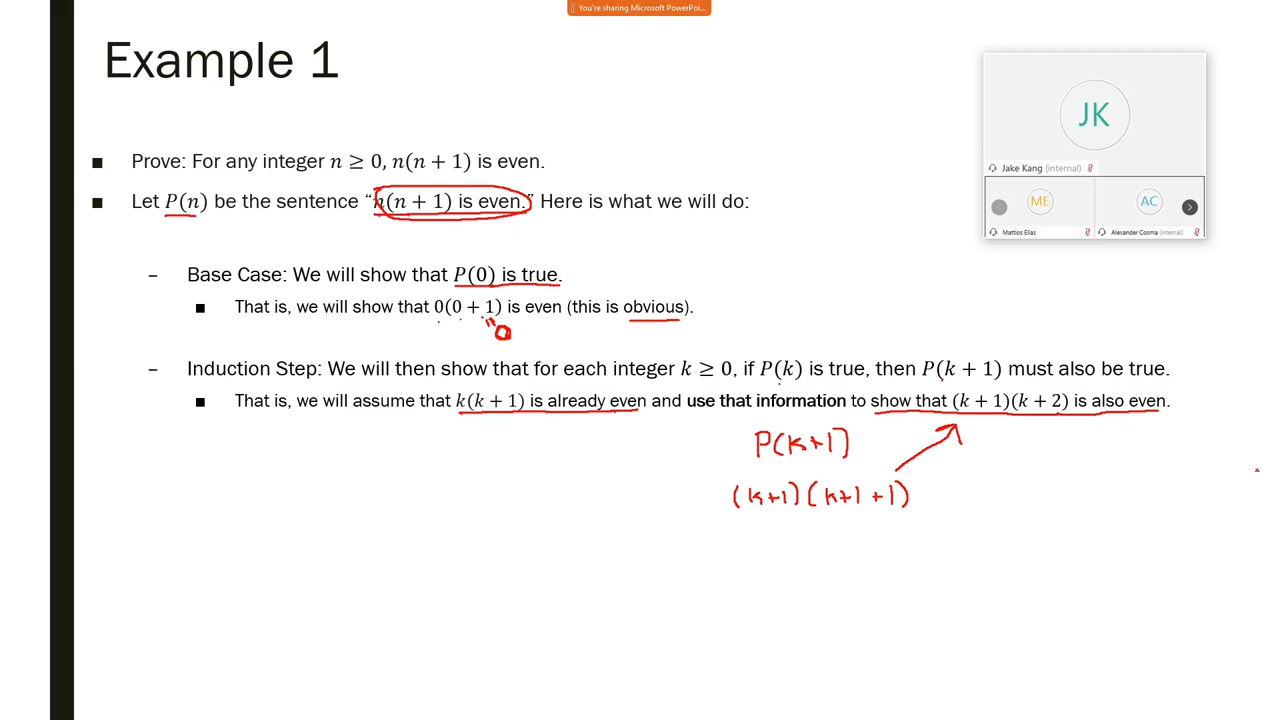 You're sharing Microsoft PowerPoi...
Example 1
JK
Jake Kang (internal)
ME
AC
Mattios Elias
Alexander Cosma (internal)
■ Prove: For any integer n ≥ 0, n(n + 1) is even.
■ Let P(n) be the sentence “n(n + 1) is even.” Here is what we will do:
– Base Case: We will show that P(0) is true.
■ That is, we will show that 0(0 + 1) is even (this is obvious).
0
– Induction Step: We will then show that for each integer k ≥ 0, if P(k) is true, then P(k + 1) must also be true.
■ That is, we will assume that k(k + 1) is already even and use that information to show that (k + 1)(k + 2) is also even.
P(k+1)
(k+1)(k+1+1)